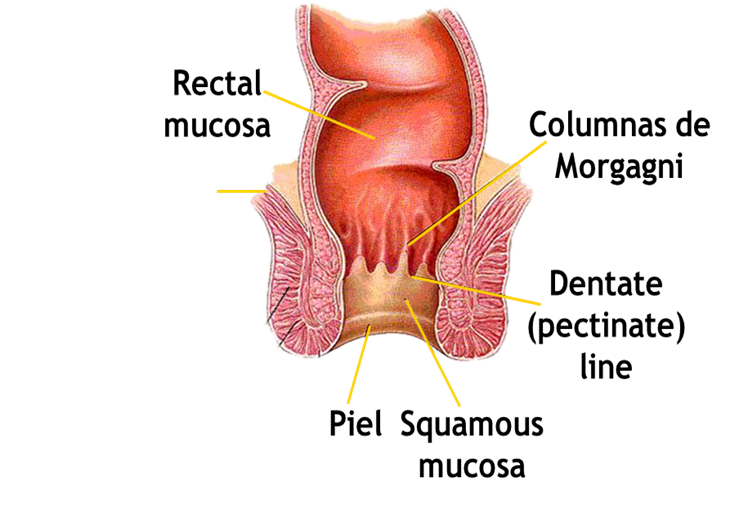 Rectal
mucosa
Columnas de
Morgagni
Dentate
(pectinate)
line
Piel
Squamous
mucosa